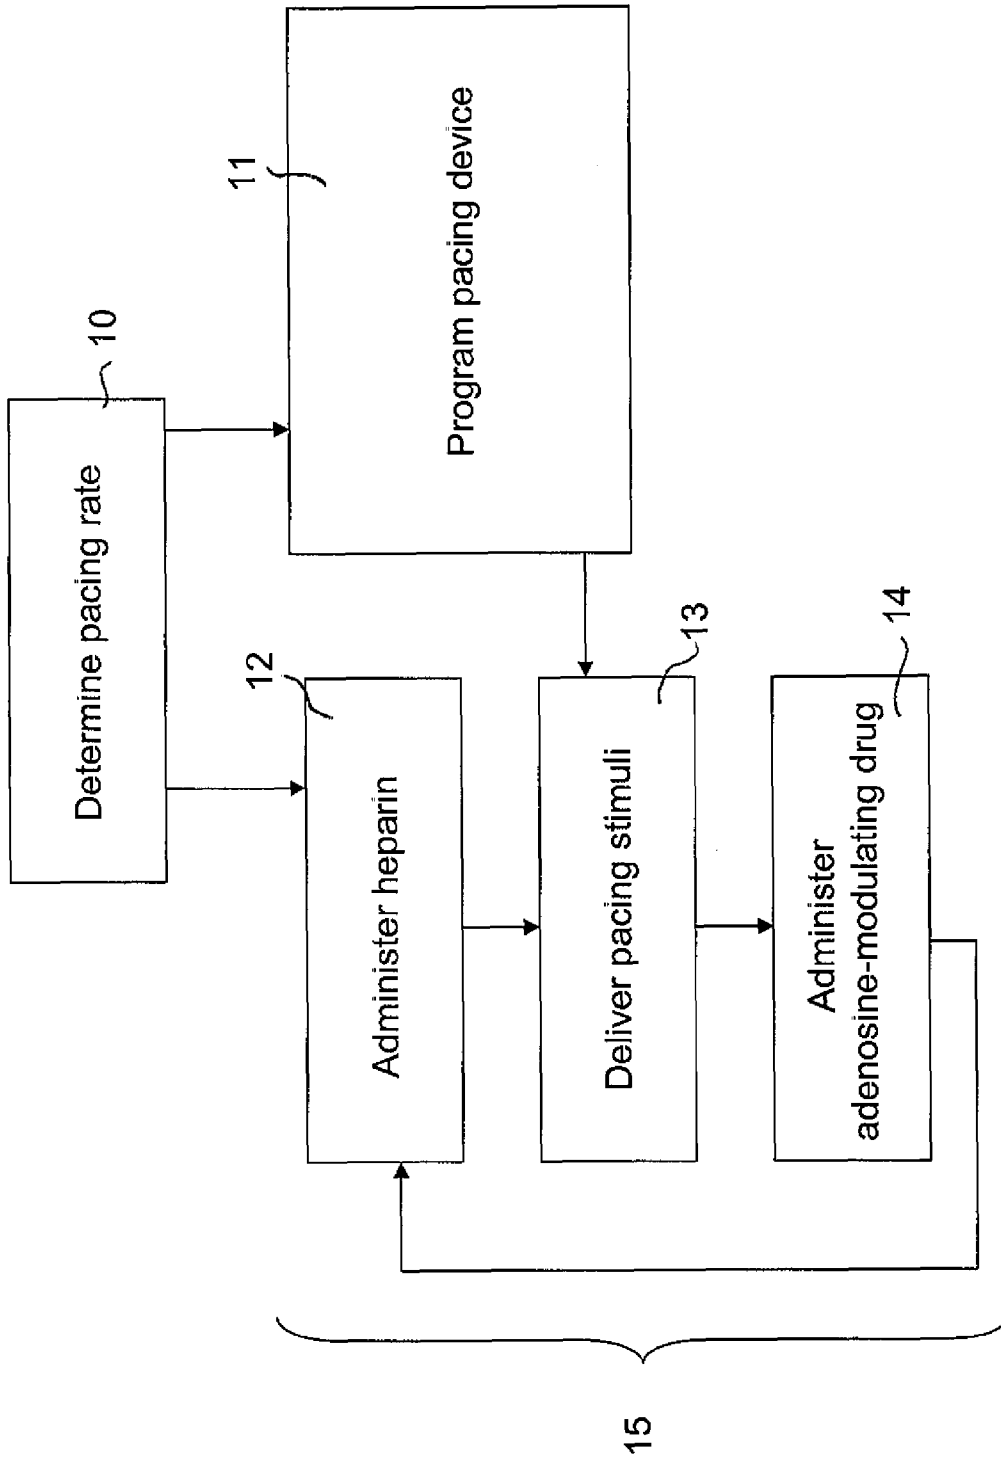 10
Determine pacing rate
11
Program pacing device
12
Administer heparin
13
Deliver pacing stimuli
14
Administer
adenosine-modulating drug
15